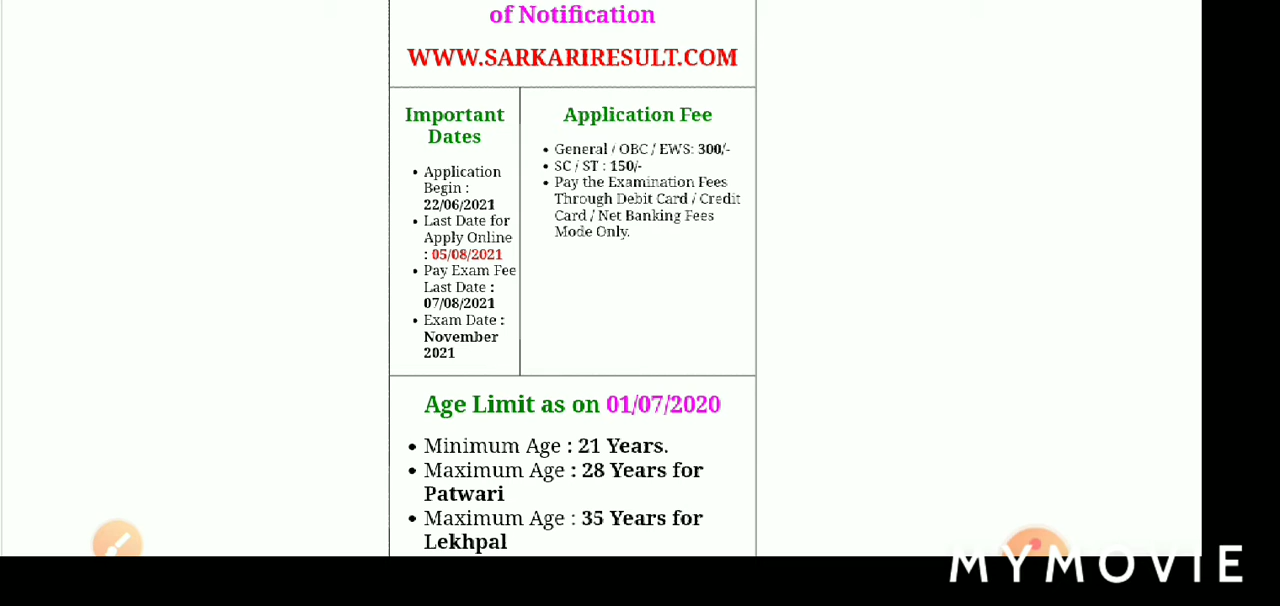 of Notification
WWW.SARKARIRESULT.COM
Important
Dates
• Application
Begin :
22/06/2021
• Last Date for
Apply Online
: 05/08/2021
• Pay Exam Fee
Last Date :
07/08/2021
• Exam Date :
November
2021
Application Fee
• General / OBC / EWS: 300/-
• SC / ST : 150/-
• Pay the Examination Fees
Through Debit Card / Credit
Card / Net Banking Fees
Mode Only.
Age Limit as on 01/07/2020
• Minimum Age : 21 Years.
• Maximum Age : 28 Years for
Patwari
• Maximum Age : 35 Years for
Lekhpal
MYMOVIE